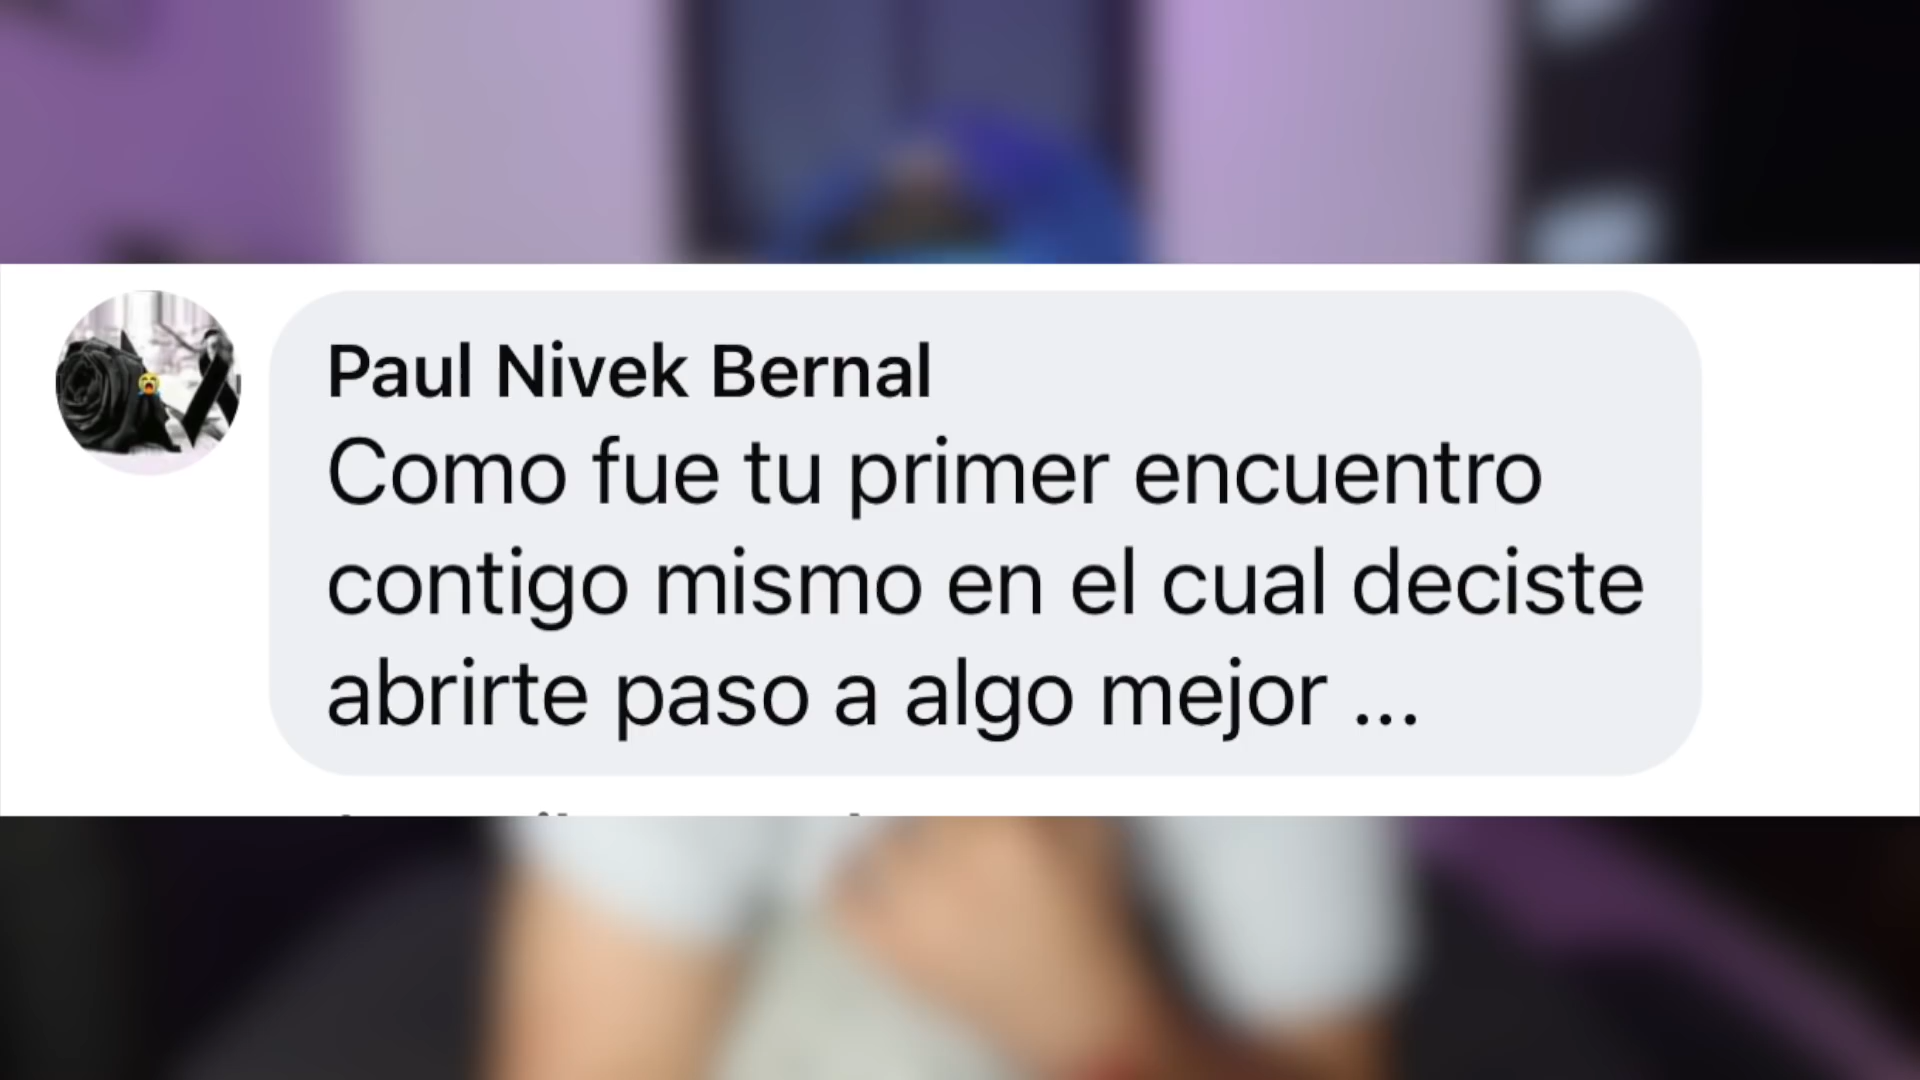 Paul Nivek Bernal
Como fue tu primer encuentro
contigo mismo en el cual deciste
abrirte paso a algo mejor ...